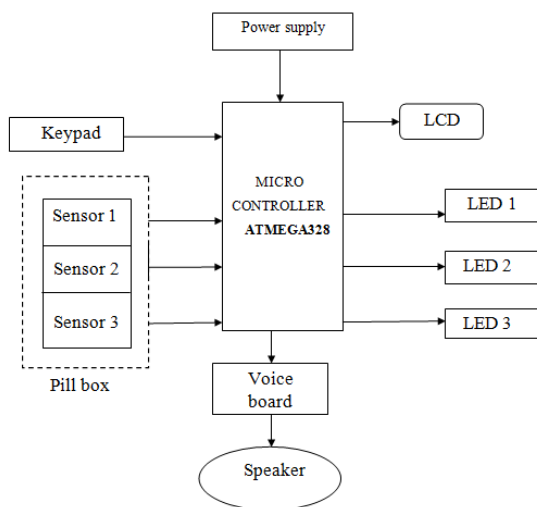 Power supply
Keypad
LCD
MICRO
CONTROLLER
ATMEGA328
Sensor 1
Sensor 2
Sensor 3
Pill box
LED 1
LED 2
LED 3
Voice
board
Speaker